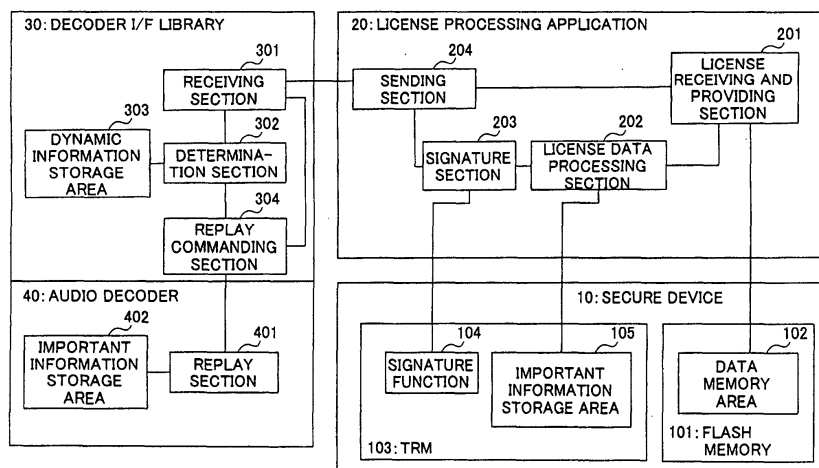 30: DECODER I/F LIBRARY
301
RECEIVING
SECTION
303
DYNAMIC
INFORMATION
STORAGE
AREA
302
DETERMINA-
TION SECTION
304
REPLAY
COMMANDING
SECTION
40: AUDIO DECODER
402
IMPORTANT
INFORMATION
STORAGE
AREA
401
REPLAY
SECTION
20: LICENSE PROCESSING APPLICATION
204
SENDING
SECTION
201
LICENSE
RECEIVING AND
PROVIDING
SECTION
203
SIGNATURE
SECTION
202
LICENSE DATA
PROCESSING
SECTION
10: SECURE DEVICE
104
SIGNATURE
FUNCTION
105
IMPORTANT
INFORMATION
STORAGE AREA
103: TRM
102
DATA
MEMORY
AREA
101: FLASH
MEMORY